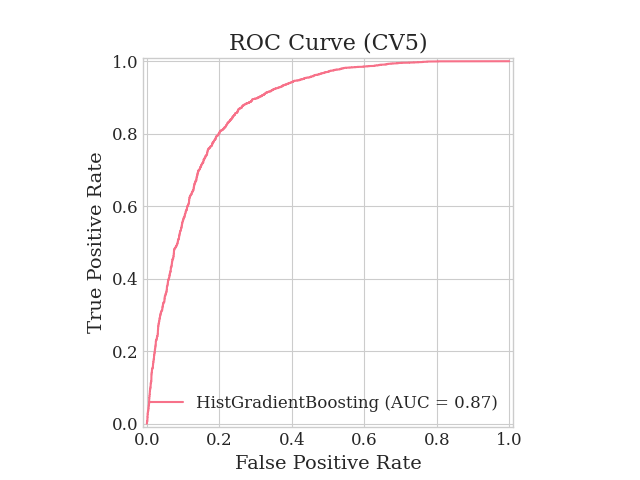 ROC Curve (CV5)
1.0
0.8
0.6
0.4
0.2
0.0
True Positive Rate
HistGradientBoosting (AUC = 0.87)
0.0 0.2 0.4 0.6 0.8 1.0
False Positive Rate